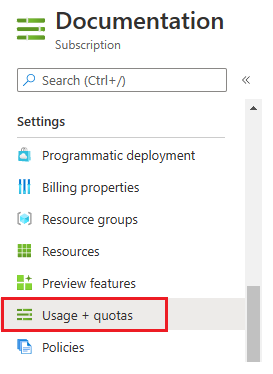 Documentation
Subscription
Search (Ctrl+/)
Settings
Programmatic deployment
Billing properties
Resource groups
Resources
Preview features
Usage + quotas
Policies